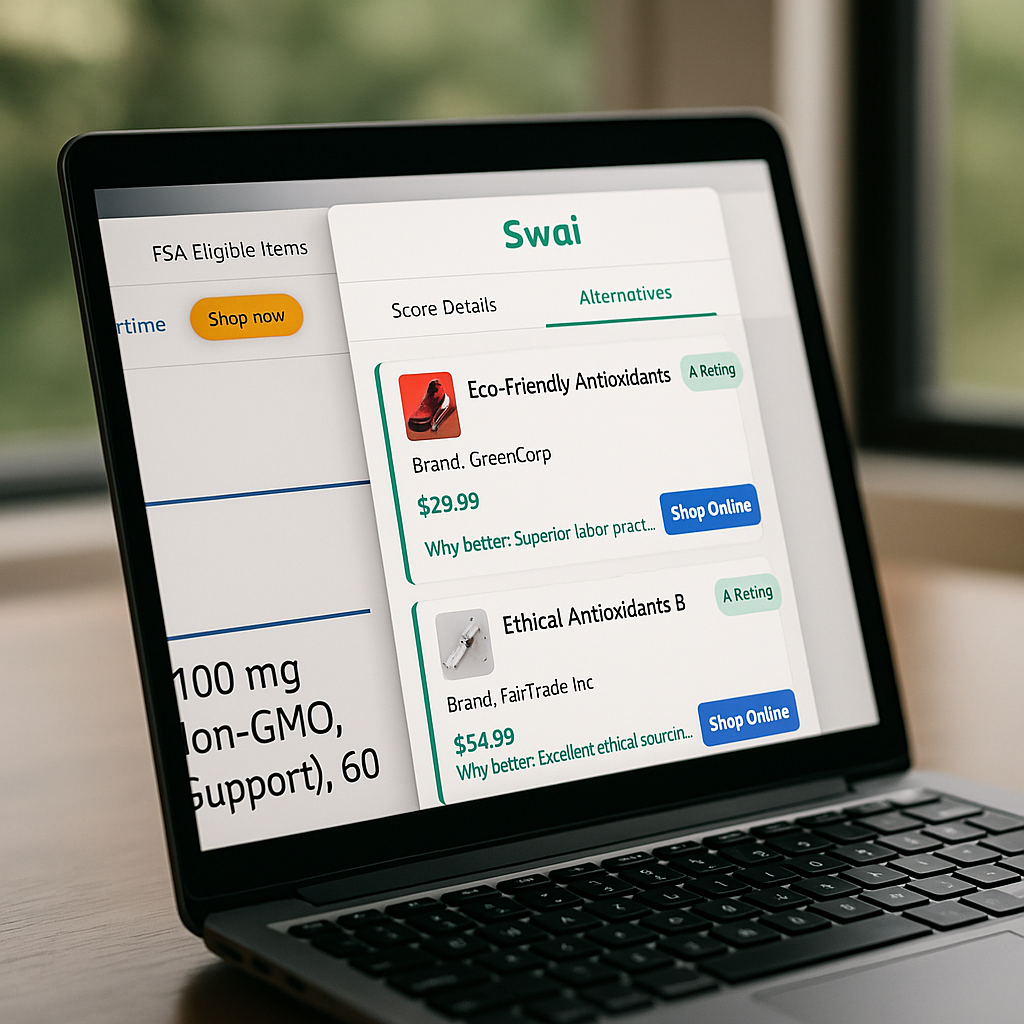 FSA Eligible Items
rtime
Shop now
100 mg
Non-GMO,
Support), 60
Swai
Score Details
Alternatives
Eco-Friendly Antioxidants
A Reting
Brand. GreenCorp
$29.99
Shop Online
Why better: Superior labor pract...
Ethical Antioxidants B
A Reting
Brand, FairTrade Inc
$54.99
Shop Online
Why better: Excellent ethical sourcin...